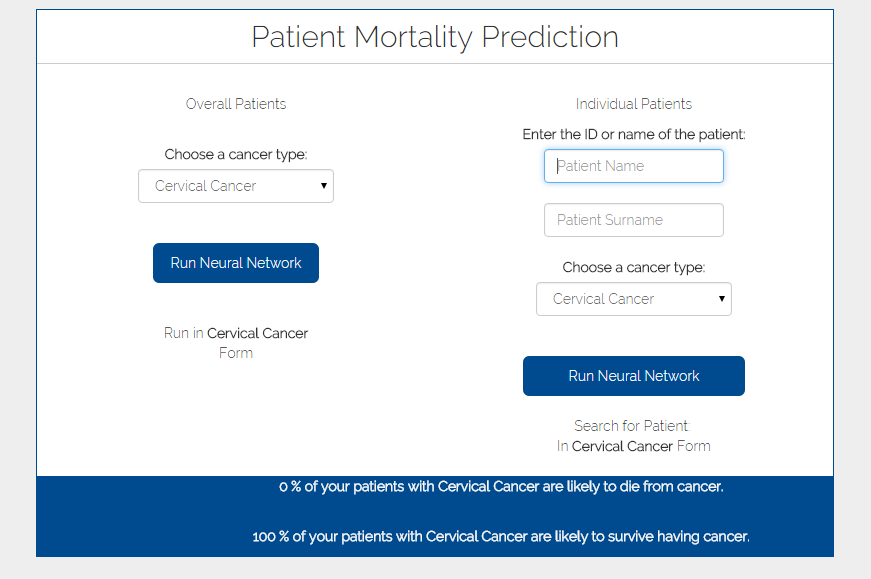 Patient Mortality Prediction
Overall Patients
Choose a cancer type:
Cervical Cancer
Run Neural Network
Run in Cervical Cancer
Form
Individual Patients
Enter the ID or name of the patient:
Patient Name
Patient Surname
Choose a cancer type:
Cervical Cancer
Run Neural Network
Search for Patient:
In Cervical Cancer Form
0 % of your patients with Cervical Cancer are likely to die from cancer.
100 % of your patients with Cervical Cancer are likely to survive having cancer.